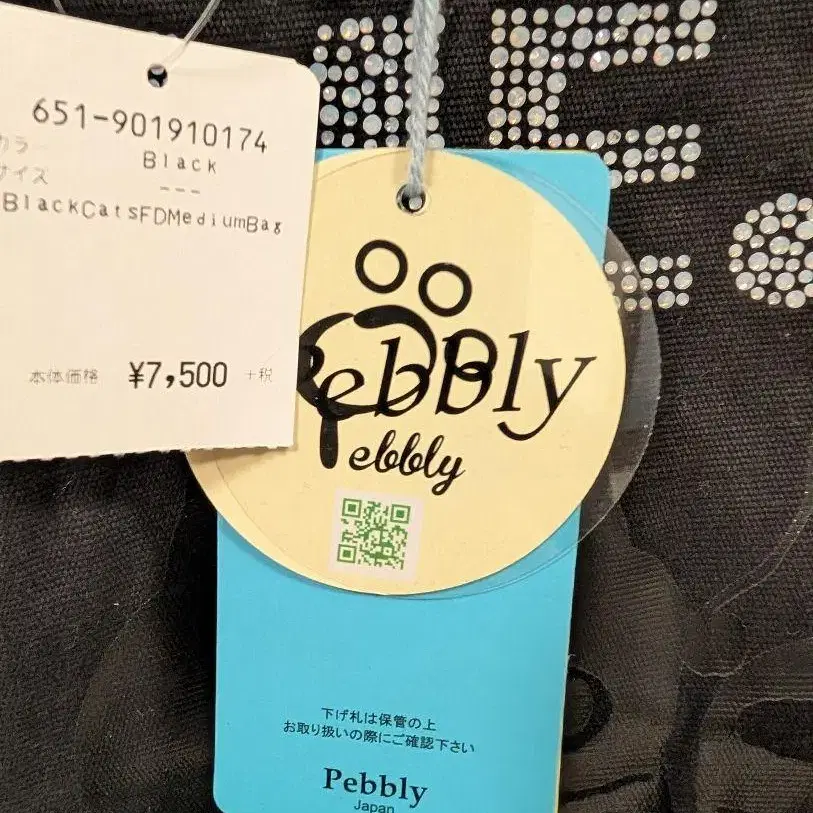 651-901910174
カラー
Black
サイズ
---
BlackCatsFDMediumBag
本体価格 ¥7,500 +税
Pebbly
Pebbly
下げ札は保管の上
お取り扱いの際にご確認下さい
Pebbly
Japan